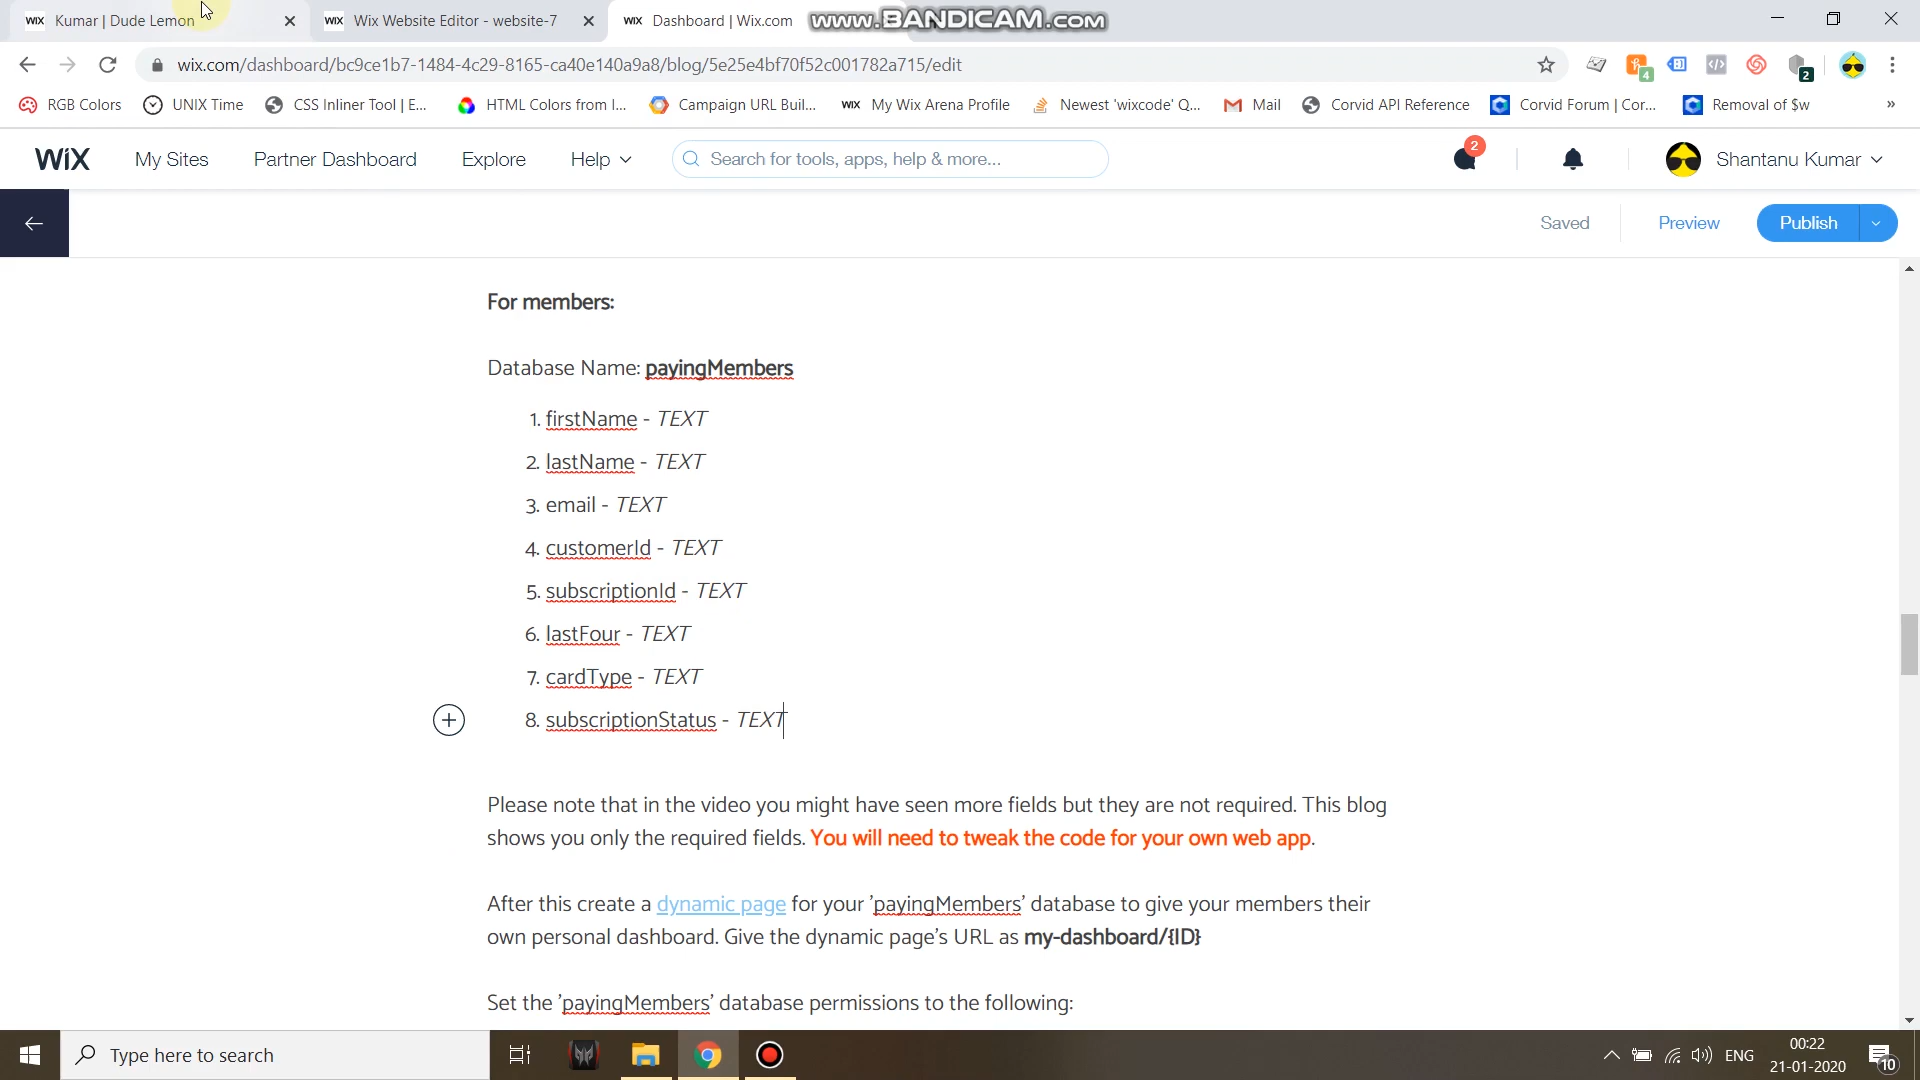 WiX Kumar | Dude Lemon
WiX Wix Website Editor - website-7
WiX Dashboard | Wix.com
www.BANDICAM.com
wix.com/dashboard/bc9ce1b7-1484-4c29-8165-ca40e140a9a8/blog/5e25e4bf70f52c001782a715/edit
4
2
RGB Colors
UNIX Time
CSS Inliner Tool | E...
HTML Colors from I...
Campaign URL Buil...
WiX My Wix Arena Profile
Newest 'wixcode' Q...
Mail
Corvid API Reference
Corvid Forum | Cor...
Removal of $w
»
WiX
My Sites
Partner Dashboard
Explore
Help
Search for tools, apps, help & more...
2
Shantanu Kumar
Saved
Preview
Publish
For members:
Database Name: payingMembers
1. firstName - TEXT
2. lastName - TEXT
3. email - TEXT
4. customerId - TEXT
5. subscriptionId - TEXT
6. lastFour - TEXT
7. cardType - TEXT
8. subscriptionStatus - TEXT
Please note that in the video you might have seen more fields but they are not required. This blog
shows you only the required fields. You will need to tweak the code for your own web app.
After this create a dynamic page for your 'payingMembers' database to give your members their
own personal dashboard. Give the dynamic page's URL as my-dashboard/{ID}
Set the 'payingMembers' database permissions to the following:
Type here to search
ENG
00:22
21-01-2020
10